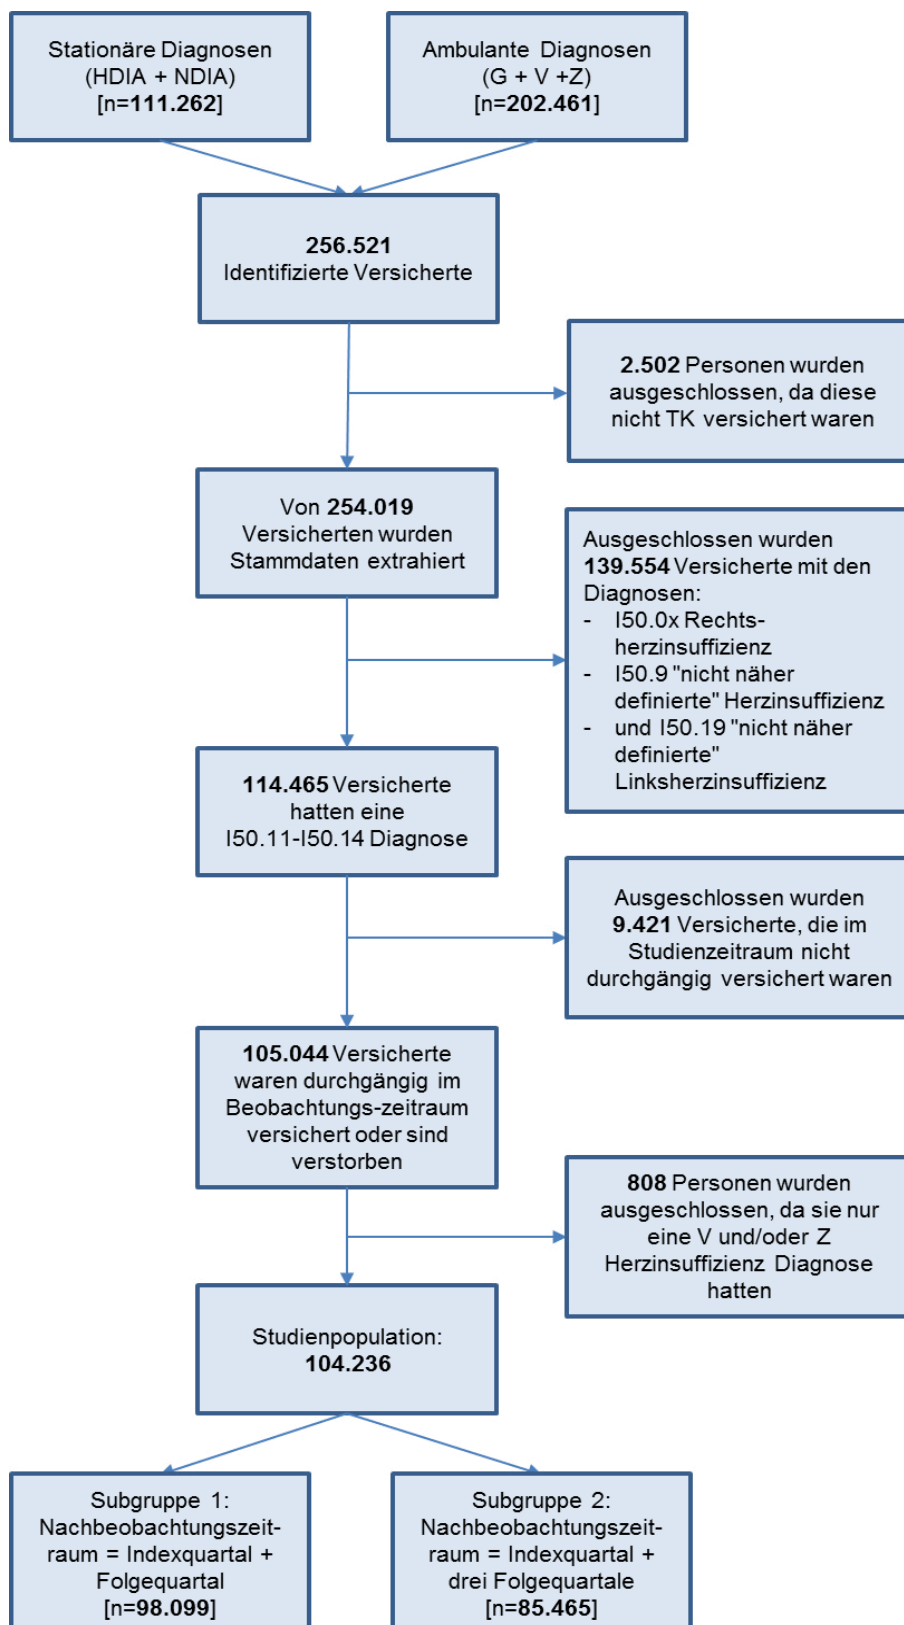 Stationäre Diagnosen
(HDIA + NDIA)
[n=111.262]
Ambulante Diagnosen
(G + V +Z)
[n=202.461]
256.521
Identifizierte Versicherte
2.502 Personen wurden
ausgeschlossen, da diese
nicht TK versichert waren
Von 254.019
Versicherten wurden
Stammdaten extrahiert
Ausgeschlossen wurden
139.554 Versicherte mit den
Diagnosen:
- I50.0x Rechts-
herzinsuffizienz
- I50.9 "nicht näher
definierte" Herzinsuffizienz
- und I50.19 "nicht näher
definierte"
Linksherzinsuffizienz
114.465 Versicherte
hatten eine
I50.11-I50.14 Diagnose
Ausgeschlossen wurden
9.421 Versicherte, die im
Studienzeitraum nicht
durchgängig versichert waren
105.044 Versicherte
waren durchgängig im
Beobachtungs-zeitraum
versichert oder sind
verstorben
808 Personen wurden
ausgeschlossen, da sie nur
eine V und/oder Z
Herzinsuffizienz Diagnose
hatten
Studienpopulation:
104.236
Subgruppe 1:
Nachbeobachtungszeit-
raum = Indexquartal +
Folgequartal
[n=98.099]
Subgruppe 2:
Nachbeobachtungszeit-
raum = Indexquartal +
drei Folgequartale
[n=85.465]